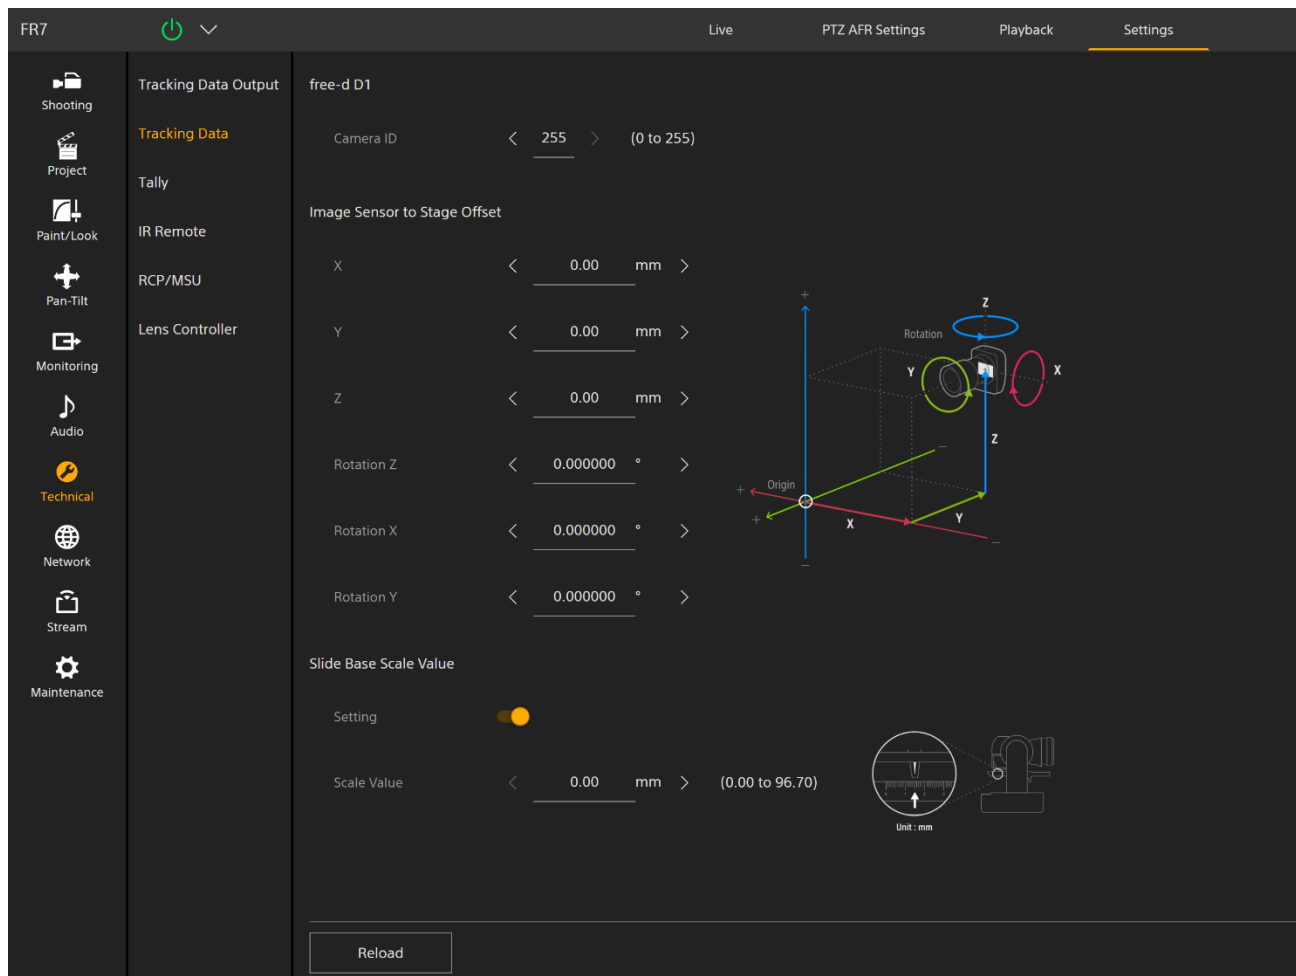 FR7
Live
PTZ AFR Settings
Playback
Settings
Shooting
Project
Paint/Look
Pan-Tilt
Monitoring
Audio
Technical
Network
Stream
Maintenance
Tracking Data Output
Tracking Data
Tally
IR Remote
RCP/MSU
Lens Controller
free-d D1
Camera ID < 255 > (0 to 255)
Image Sensor to Stage Offset
X < 0.00 mm >
Y < 0.00 mm >
Z < 0.00 mm >
Rotation Z < 0.000000 ° >
Rotation X < 0.000000 ° >
Rotation Y < 0.000000 ° >
+
Z
Rotation
Y
X
Z
−
+ Origin
+
X
Y
−
−
Slide Base Scale Value
Setting
Scale Value < 0.00 mm > (0.00 to 96.70)
Unit : mm
Reload